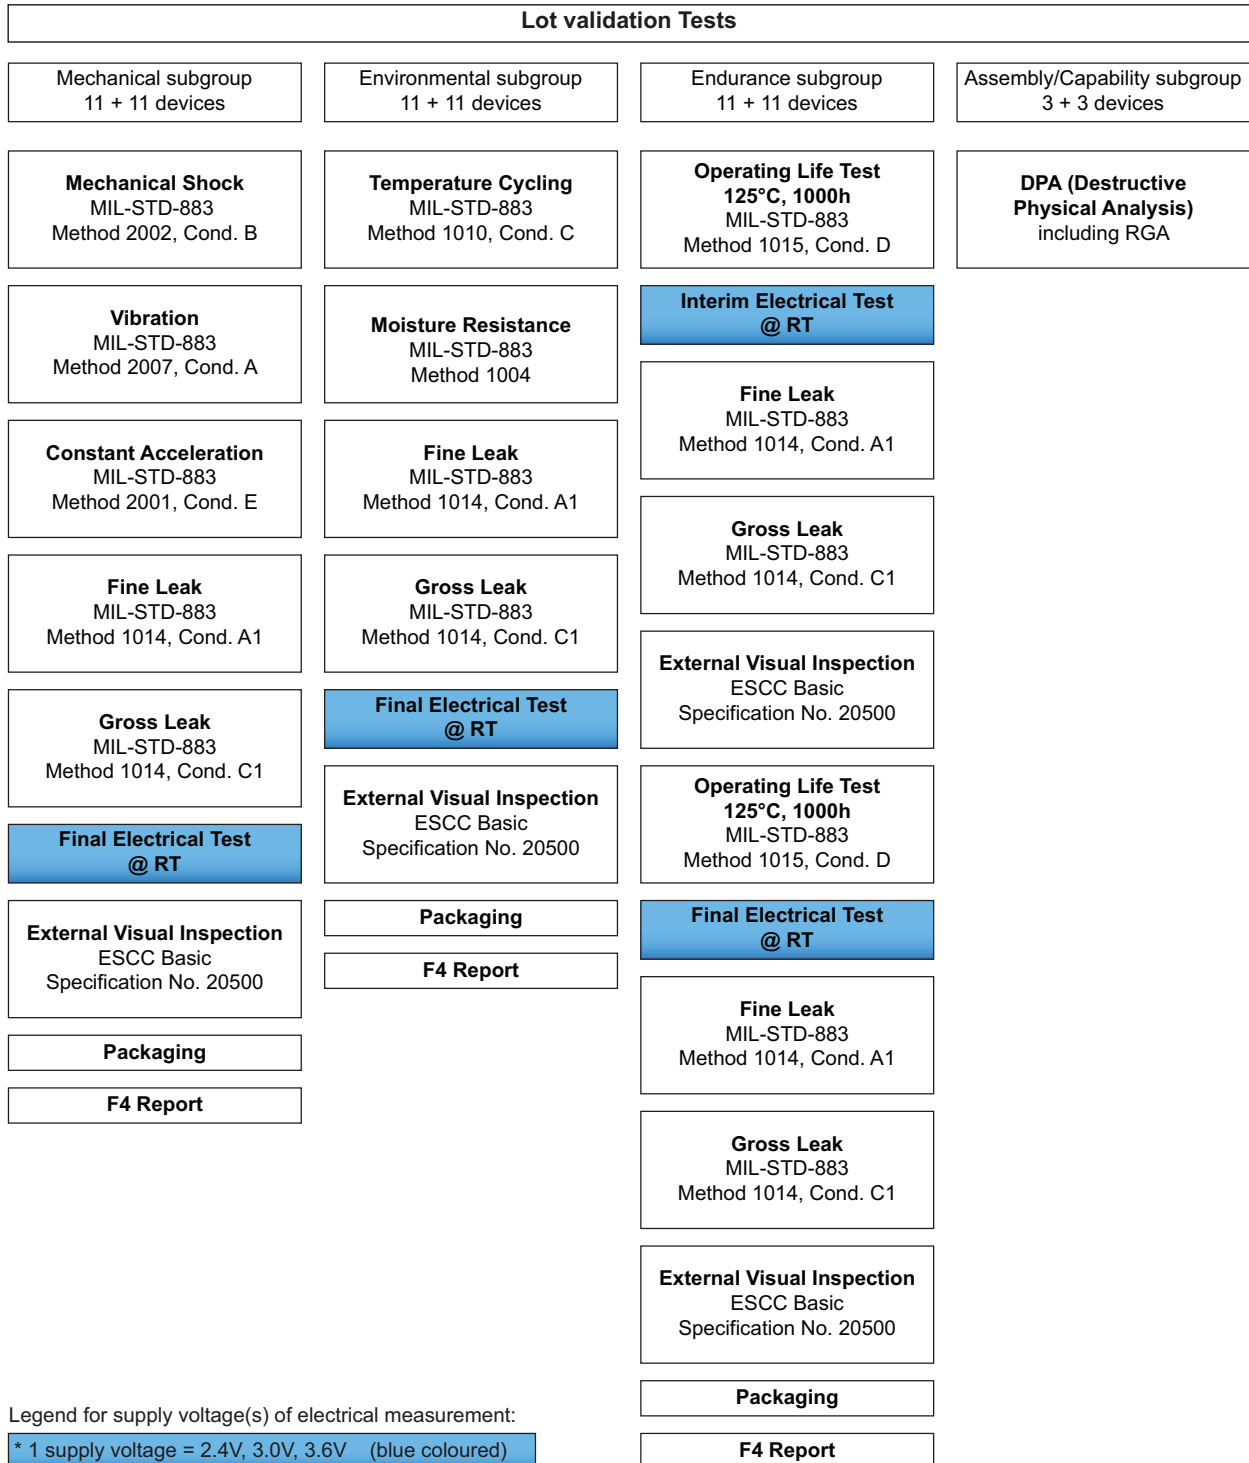 Lot validation Tests
Mechanical subgroup
11 + 11 devices
Mechanical Shock
MIL-STD-883
Method 2002, Cond. B
Vibration
MIL-STD-883
Method 2007, Cond. A
Constant Acceleration
MIL-STD-883
Method 2001, Cond. E
Fine Leak
MIL-STD-883
Method 1014, Cond. A1
Gross Leak
MIL-STD-883
Method 1014, Cond. C1
Final Electrical Test
@ RT
External Visual Inspection
ESCC Basic
Specification No. 20500
Packaging
F4 Report
Environmental subgroup
11 + 11 devices
Temperature Cycling
MIL-STD-883
Method 1010, Cond. C
Moisture Resistance
MIL-STD-883
Method 1004
Fine Leak
MIL-STD-883
Method 1014, Cond. A1
Gross Leak
MIL-STD-883
Method 1014, Cond. C1
Final Electrical Test
@ RT
External Visual Inspection
ESCC Basic
Specification No. 20500
Packaging
F4 Report
Endurance subgroup
11 + 11 devices
Operating Life Test
125°C, 1000h
MIL-STD-883
Method 1015, Cond. D
Interim Electrical Test
@ RT
Fine Leak
MIL-STD-883
Method 1014, Cond. A1
Gross Leak
MIL-STD-883
Method 1014, Cond. C1
External Visual Inspection
ESCC Basic
Specification No. 20500
Operating Life Test
125°C, 1000h
MIL-STD-883
Method 1015, Cond. D
Final Electrical Test
@ RT
Fine Leak
MIL-STD-883
Method 1014, Cond. A1
Gross Leak
MIL-STD-883
Method 1014, Cond. C1
External Visual Inspection
ESCC Basic
Specification No. 20500
Packaging
F4 Report
Assembly/Capability subgroup
3 + 3 devices
DPA (Destructive
Physical Analysis)
including RGA
Legend for supply voltage(s) of electrical measurement:
* 1 supply voltage = 2.4V, 3.0V, 3.6V (blue coloured)